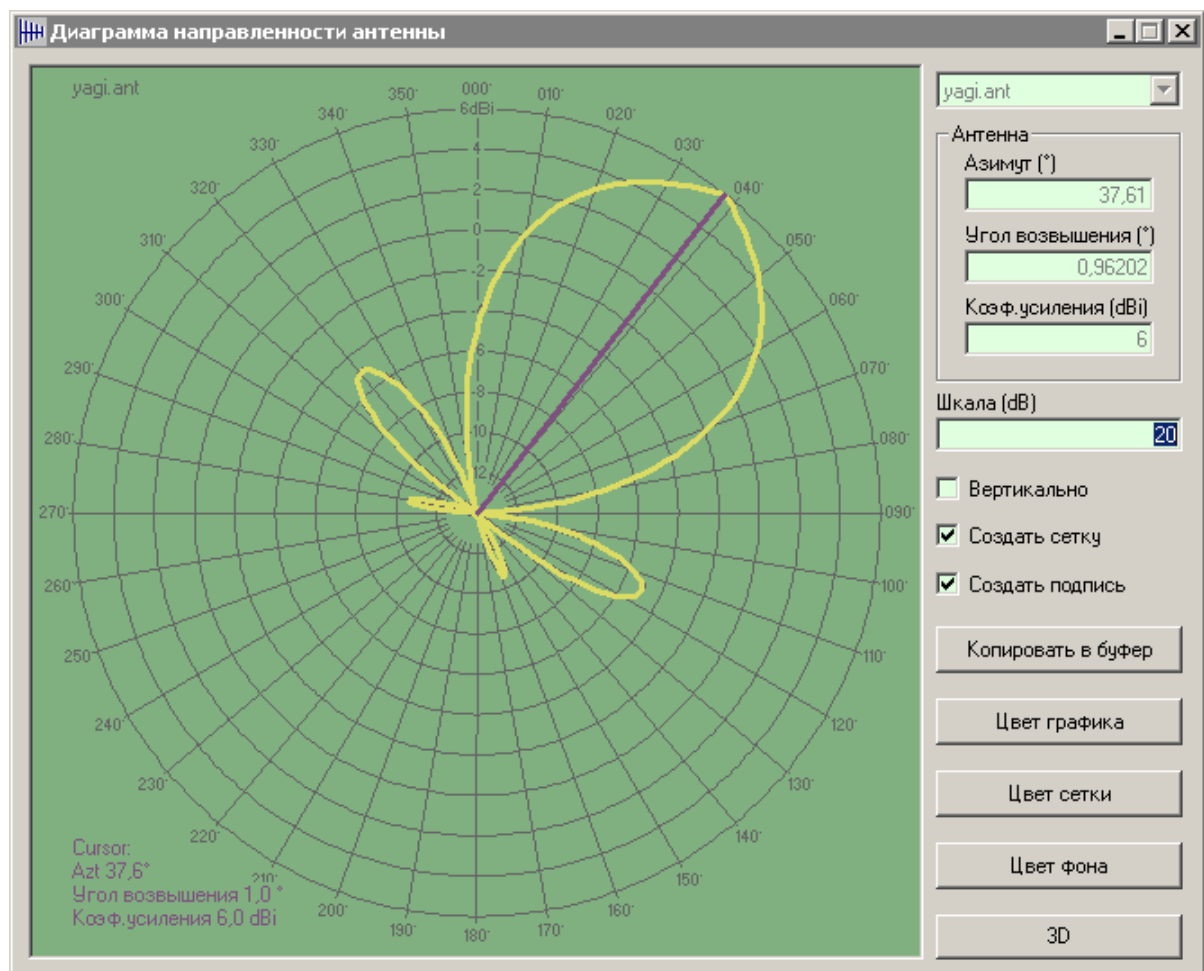 Диаграмма направленности антенны
yagi.ant
000°
6dBi
4
2
0
-2
-4
-6
-8
-10
-12
010°
020°
030°
040°
050°
060°
070°
080°
090°
100°
110°
120°
130°
140°
150°
160°
170°
180°
190°
200°
210°
220°
230°
240°
250°
260°
270°
280°
290°
300°
310°
320°
330°
340°
350°
Cursor:
Azt 37,6°
Угол возвышения 1,0 °
Коэф.усиления 6,0 dBi
yagi.ant
Антенна
Азимут (°)
37,61
Угол возвышения (°)
0,96202
Коэф.усиления (dBi)
6
Шкала (dB)
20
Вертикально
Создать сетку
Создать подпись
Копировать в буфер
Цвет графика
Цвет сетки
Цвет фона
3D